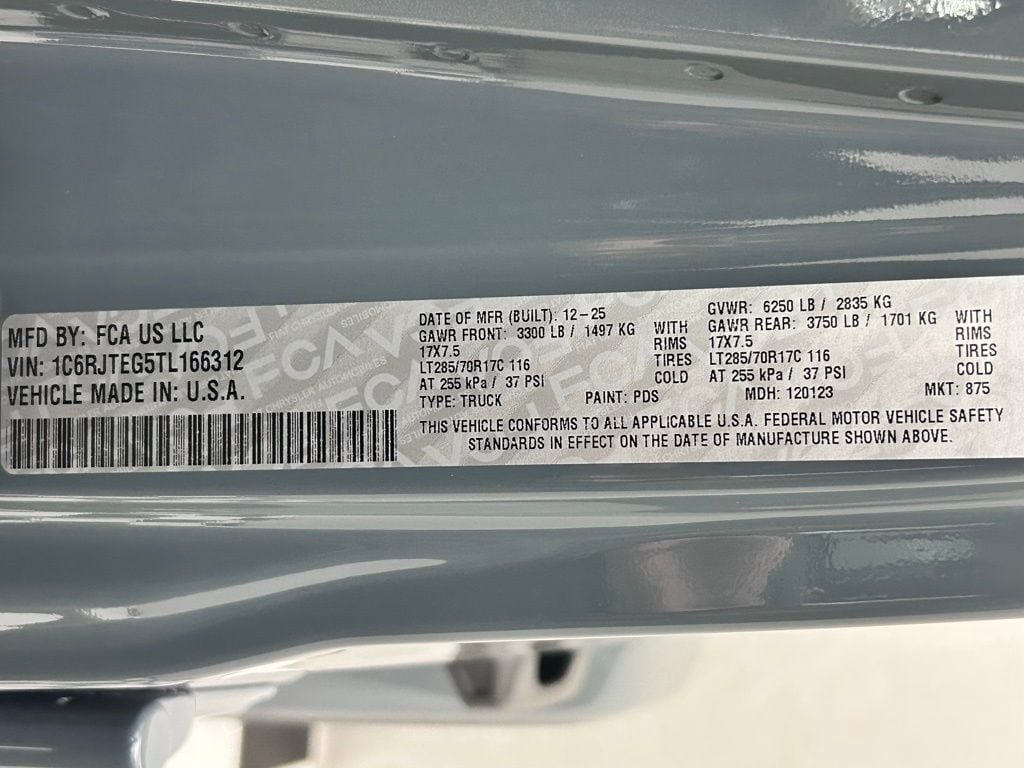 MFD BY: FCA US LLC
VIN: 1C6RJTEG5TL166312
VEHICLE MADE IN: U.S.A.
DATE OF MFR (BUILT): 12-25
GAWR FRONT: 3300 LB / 1497 KG WITH
17X7.5 RIMS
LT285/70R17C 116 TIRES
AT 255 kPa / 37 PSI COLD
TYPE: TRUCK PAINT: PDS
GVWR: 6250 LB / 2835 KG
GAWR REAR: 3750 LB / 1701 KG WITH
17X7.5 RIMS
LT285/70R17C 116 TIRES
AT 255 kPa / 37 PSI COLD
MDH: 120123 MKT: 875
THIS VEHICLE CONFORMS TO ALL APPLICABLE U.S.A. FEDERAL MOTOR VEHICLE SAFETY
STANDARDS IN EFFECT ON THE DATE OF MANUFACTURE SHOWN ABOVE.